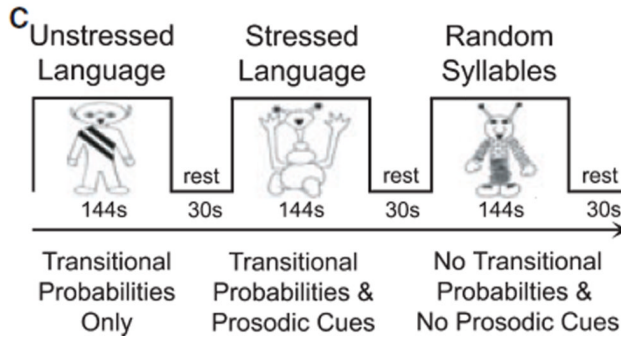 C
Unstressed Language
Stressed Language
Random Syllables
rest
rest
rest
144s
30s
144s
30s
144s
30s
Transitional Probabilities Only
Transitional Probabilities & Prosodic Cues
No Transitional Probabilties & No Prosodic Cues